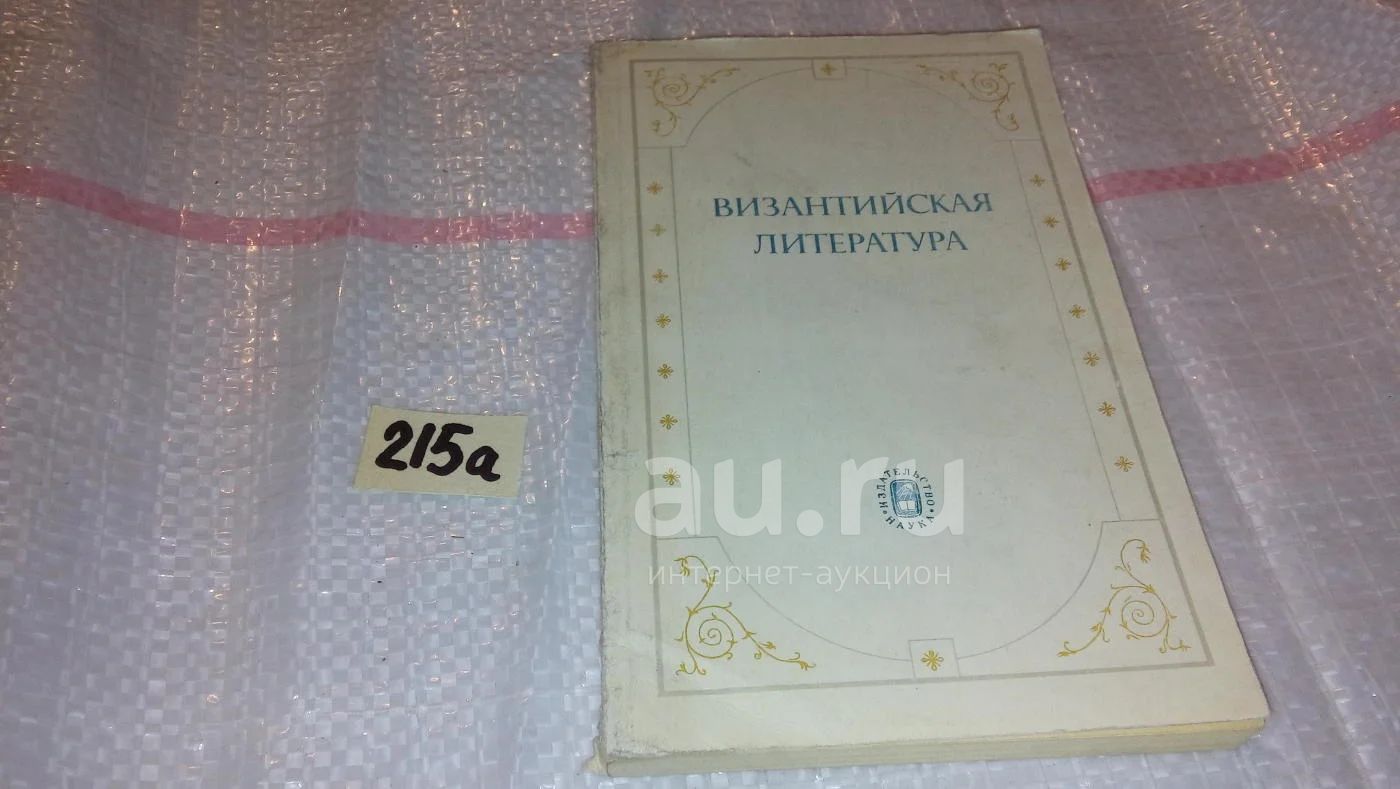 ВИЗАНТИЙСКАЯ
ЛИТЕРАТУРА
215а
au.ru
интернет-аукцион
ИЗДАТЕЛЬСТВО
НАУКА